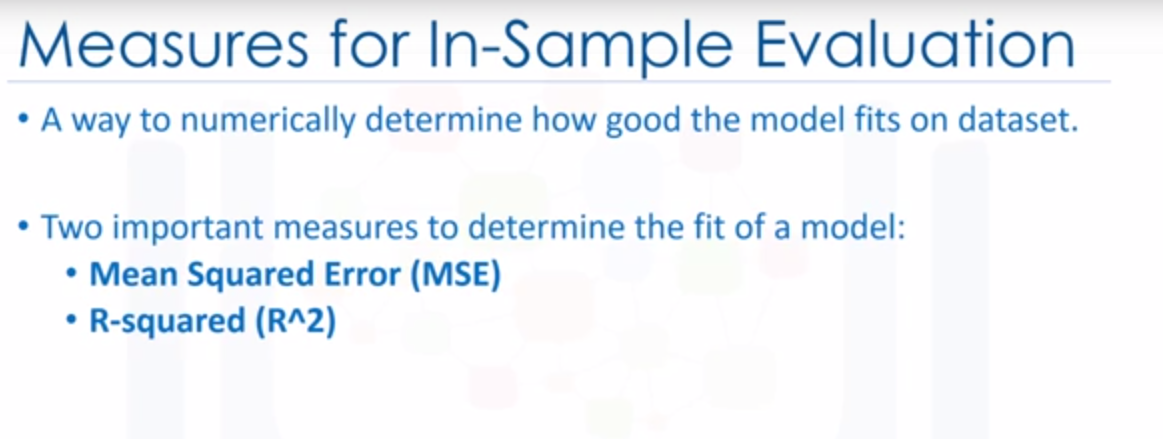 Measures for In-Sample Evaluation
• A way to numerically determine how good the model fits on dataset.
• Two important measures to determine the fit of a model:
• Mean Squared Error (MSE)
• R-squared (R^2)